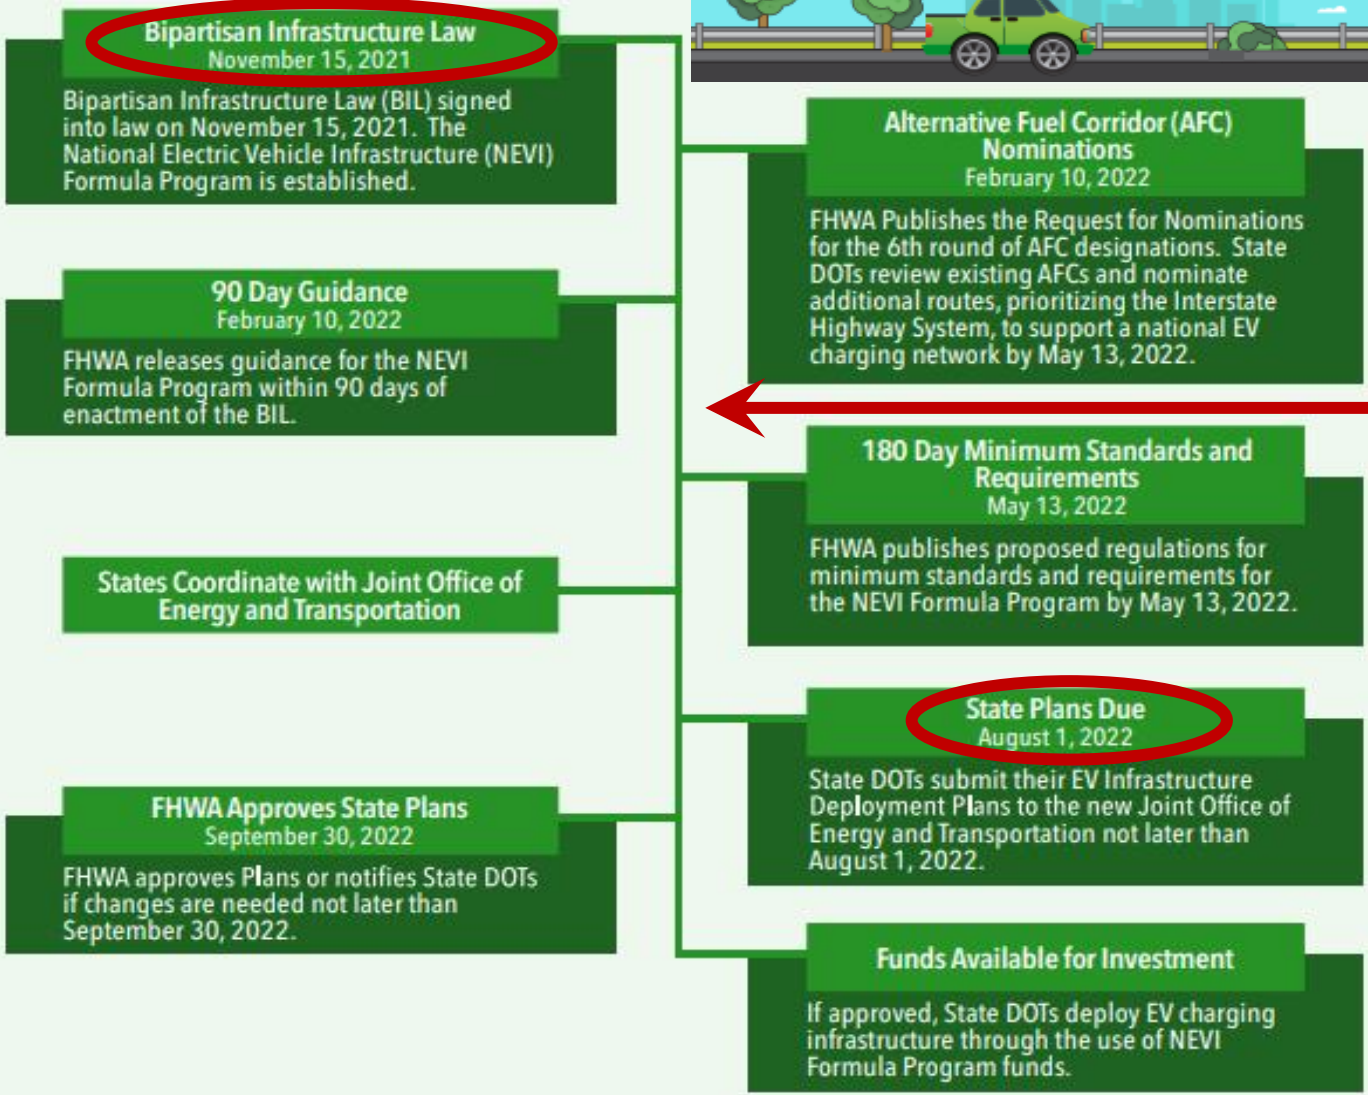 Bipartisan Infrastructure Law
November 15, 2021
Bipartisan Infrastructure Law (BIL) signed
into law on November 15, 2021. The
National Electric Vehicle Infrastructure (NEVI)
Formula Program is established.
Alternative Fuel Corridor (AFC)
Nominations
February 10, 2022
FHWA Publishes the Request for Nominations
for the 6th round of AFC designations. State
DOTs review existing AFCs and nominate
additional routes, prioritizing the Interstate
Highway System, to support a national EV
charging network by May 13, 2022.
90 Day Guidance
February 10, 2022
FHWA releases guidance for the NEVI
Formula Program within 90 days of
enactment of the BIL.
180 Day Minimum Standards and
Requirements
May 13, 2022
FHWA publishes proposed regulations for
minimum standards and requirements for
the NEVI Formula Program by May 13, 2022.
States Coordinate with Joint Office of
Energy and Transportation
State Plans Due
August 1, 2022
State DOTs submit their EV Infrastructure
Deployment Plans to the new Joint Office of
Energy and Transportation not later than
August 1, 2022.
FHWA Approves State Plans
September 30, 2022
FHWA approves Plans or notifies State DOTs
if changes are needed not later than
September 30, 2022.
Funds Available for Investment
If approved, State DOTs deploy EV charging
infrastructure through the use of NEVI
Formula Program funds.